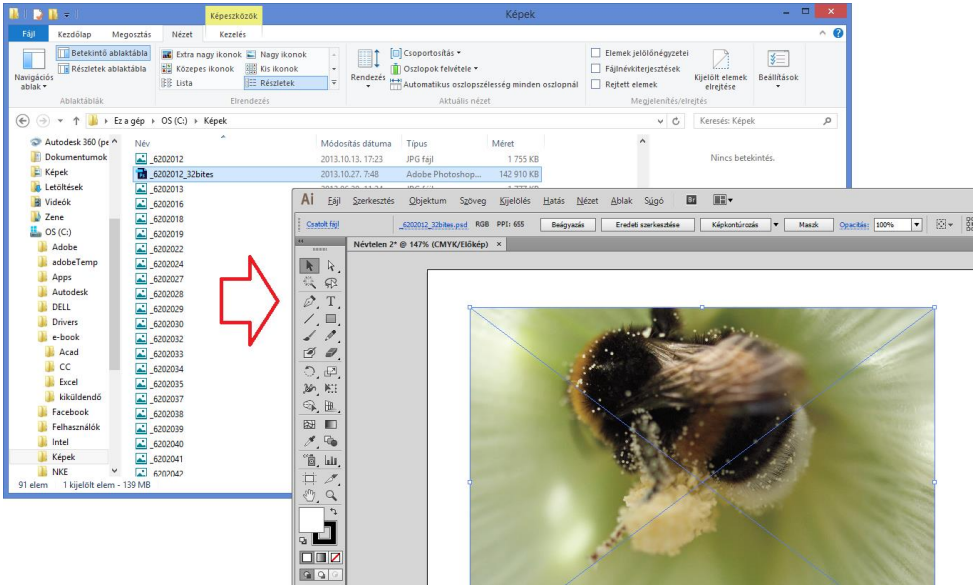 Képeszközök
Képek
Fájl Kezdőlap Megosztás Nézet Kezelés
Navigációs ablak
Betekintő ablaktábla
Részletek ablaktábla
Ablaktáblák
Extra nagy ikonok Nagy ikonok
Közepes ikonok Kis ikonok
Lista Részletek
Elrendezés
Rendezés
Csoportosítás
Oszlopok felvétele
Automatikus oszlopszélesség minden oszlopnál
Aktuális nézet
Elemek jelölőnégyzetei
Fájlnévkiterjesztések
Rejtett elemek
Kijelölt elemek elrejtése
Megjelenítés/elrejtés
Beállítások
Ez a gép OS (C:) Képek
Keresés: Képek
Autodesk 360 (pe
Dokumentumok
Képek
Letöltések
Videók
Zene
OS (C:)
Adobe
adobeTemp
Apps
Autodesk
DELL
Drivers
e-book
Acad
CC
Excel
kiküldendő
Facebook
Felhasználók
Intel
Képek
NKE
Név Módosítás dátuma Típus Méret
_6202012 2013.10.13. 17:23 JPG fájl 1 755 KB
_6202012_32bites 2013.10.27. 7:48 Adobe Photoshop... 142 910 KB
_6202013
_6202016
_6202018
_6202019
_6202022
_6202024
_6202027
_6202028
_6202029
_6202030
_6202032
_6202033
_6202034
_6202035
_6202037
_6202038
_6202039
_6202040
_6202041
_6202042
Nincs betekintés.
91 elem 1 kijelölt elem - 139 MB
Ai Fájl Szerkesztés Objektum Szöveg Kijelölés Hatás Nézet Ablak Súgó Br
Csatolt fájl _6202012_32bites.psd RGB PPI: 655 Beágyazás Eredeti szerkesztése Képkontúrozás Maszk Opacitás: 100%
Névtelen 2* @ 147% (CMYK/Előkép) ×